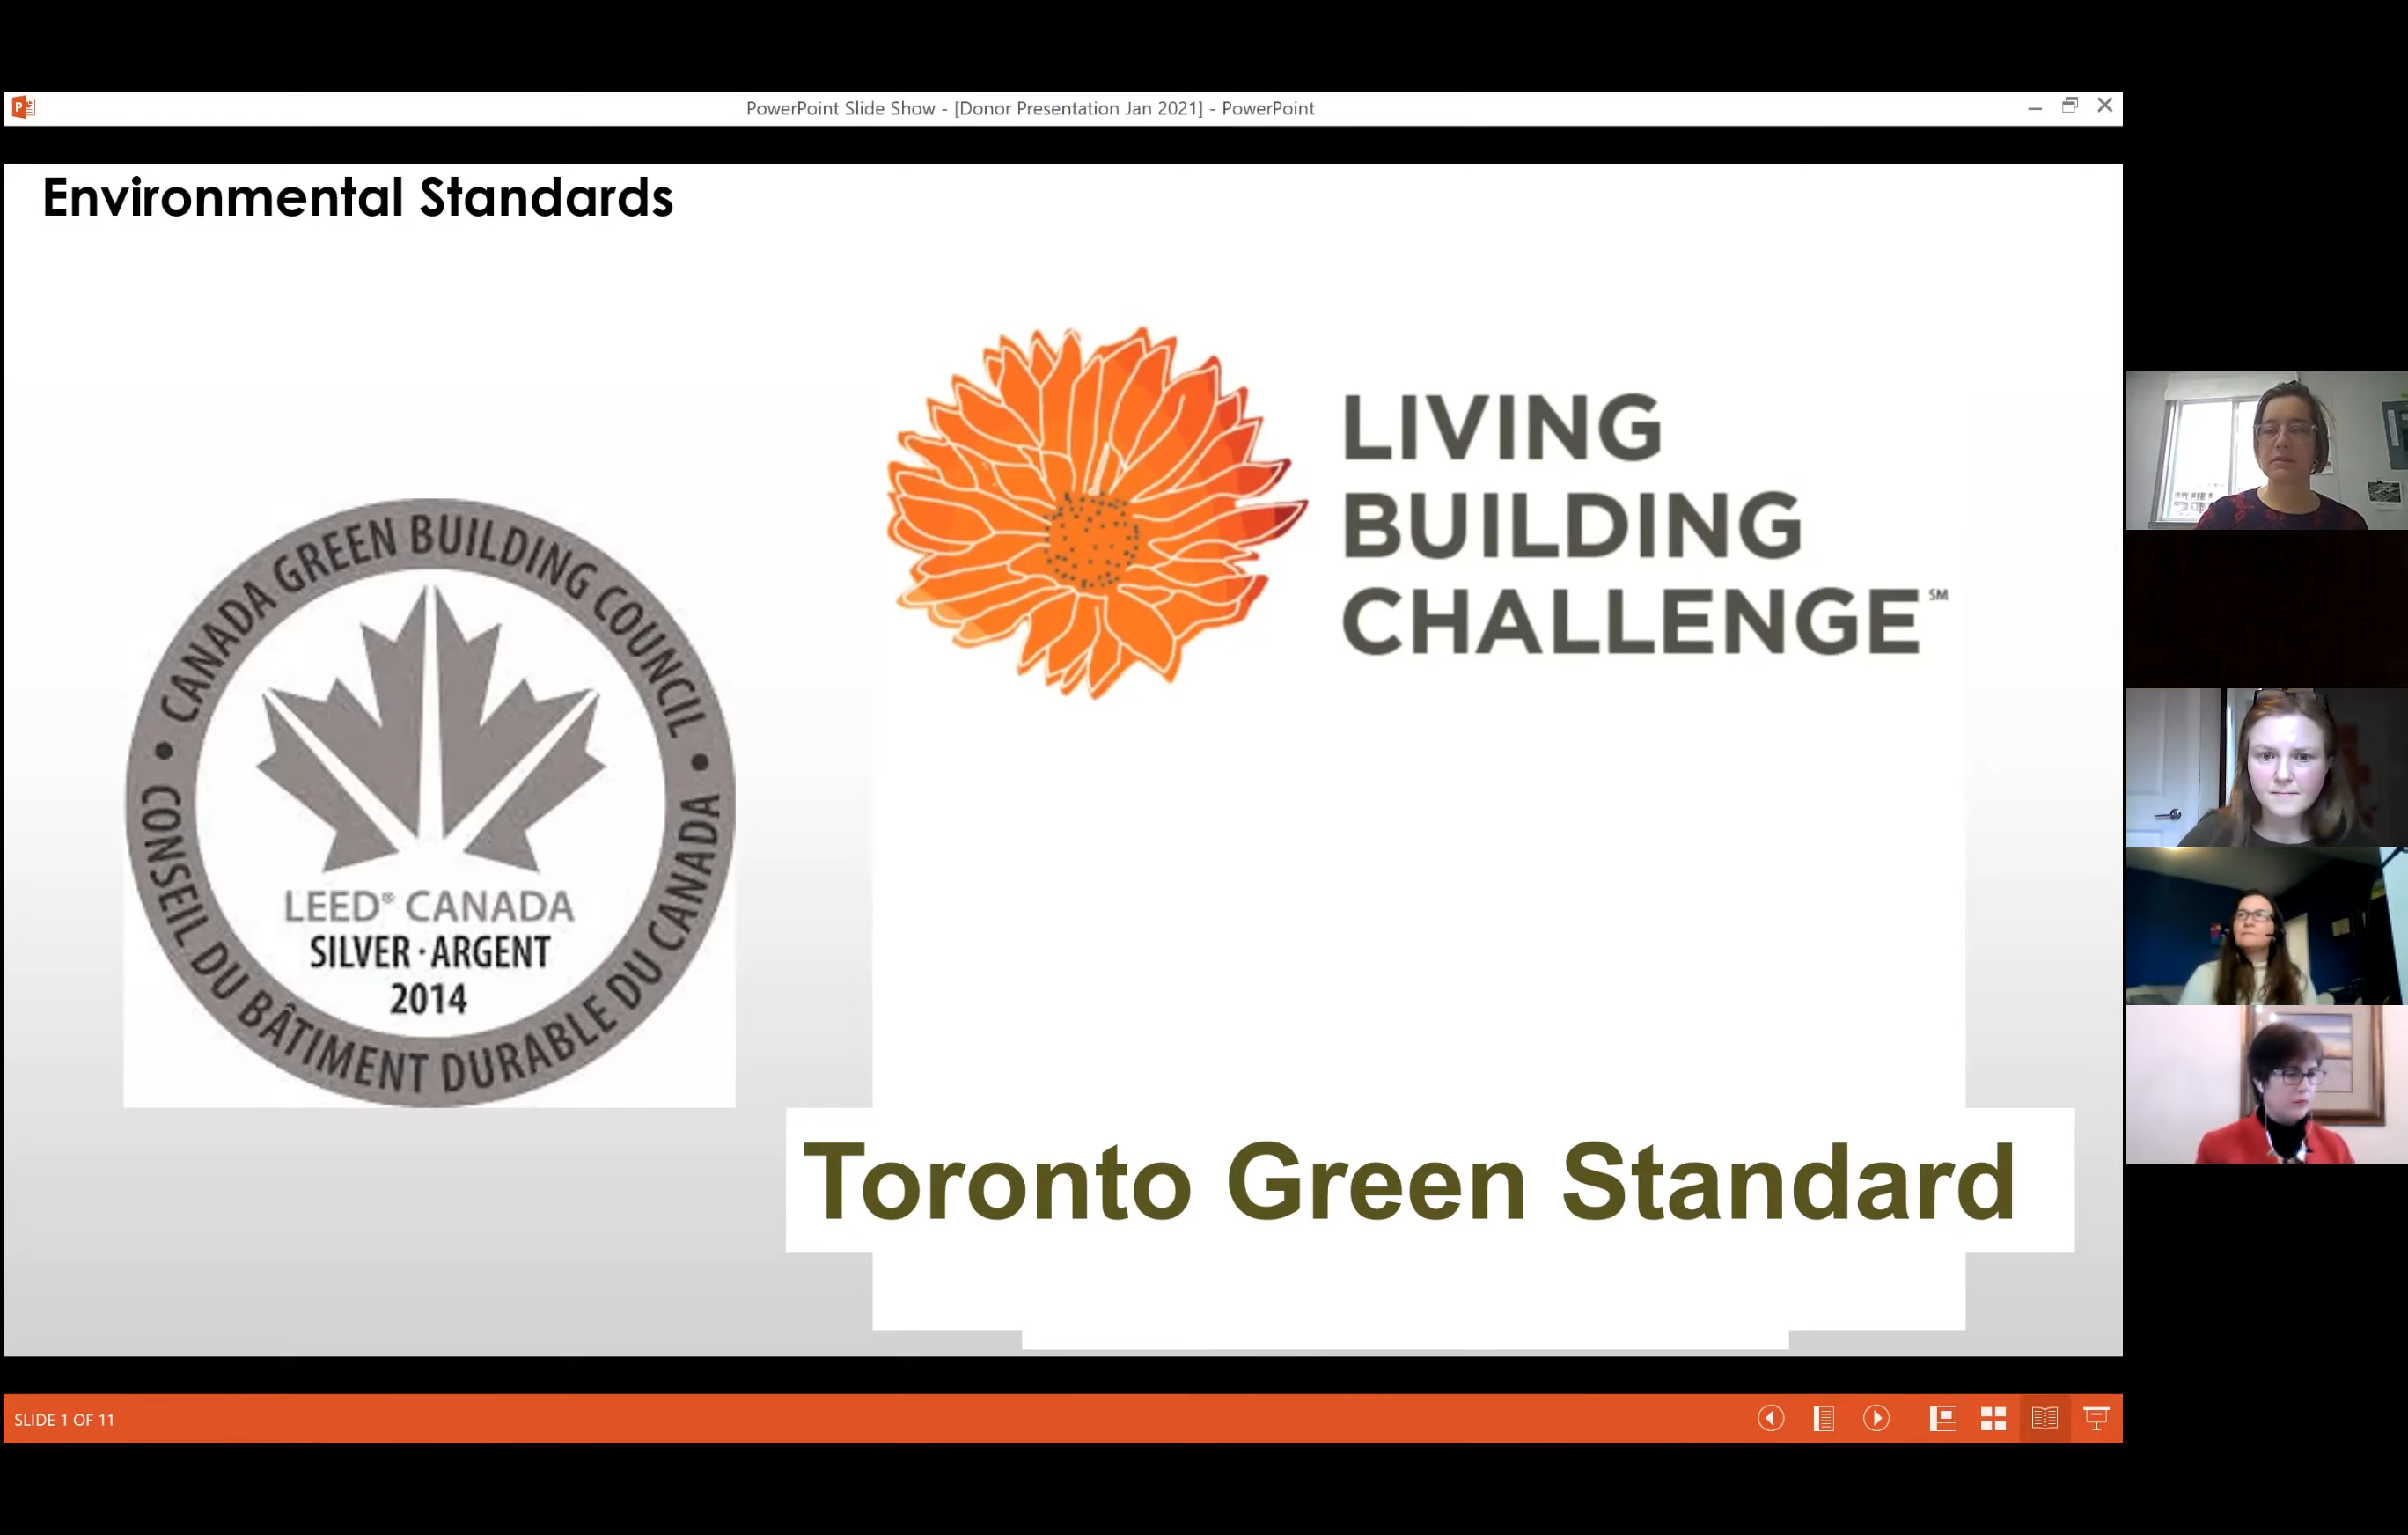 PowerPoint Slide Show - [Donor Presentation Jan 2021] - PowerPoint
Environmental Standards
CANADA GREEN BUILDING COUNCIL
CONSEIL DU BÂTIMENT DURABLE DU CANADA
LEED® CANADA
SILVER · ARGENT
2014
LIVING
BUILDING
CHALLENGE℠
Toronto Green Standard
SLIDE 1 OF 11